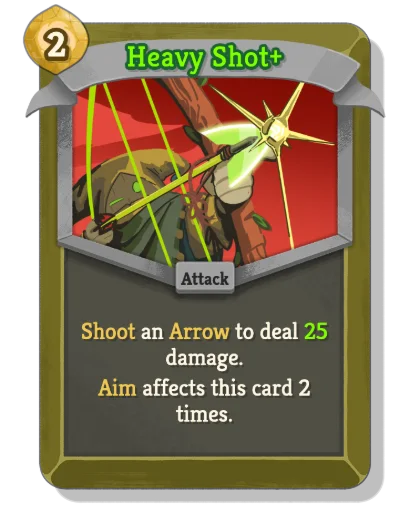 2
Heavy Shot+
Attack
Shoot an Arrow to deal 25
damage.
Aim affects this card 2
times.